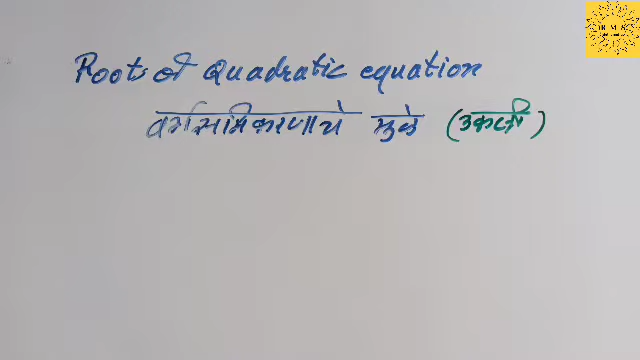 Root of Quadratic equation
वर्गसमिकरणाचे मुळे (उकली)